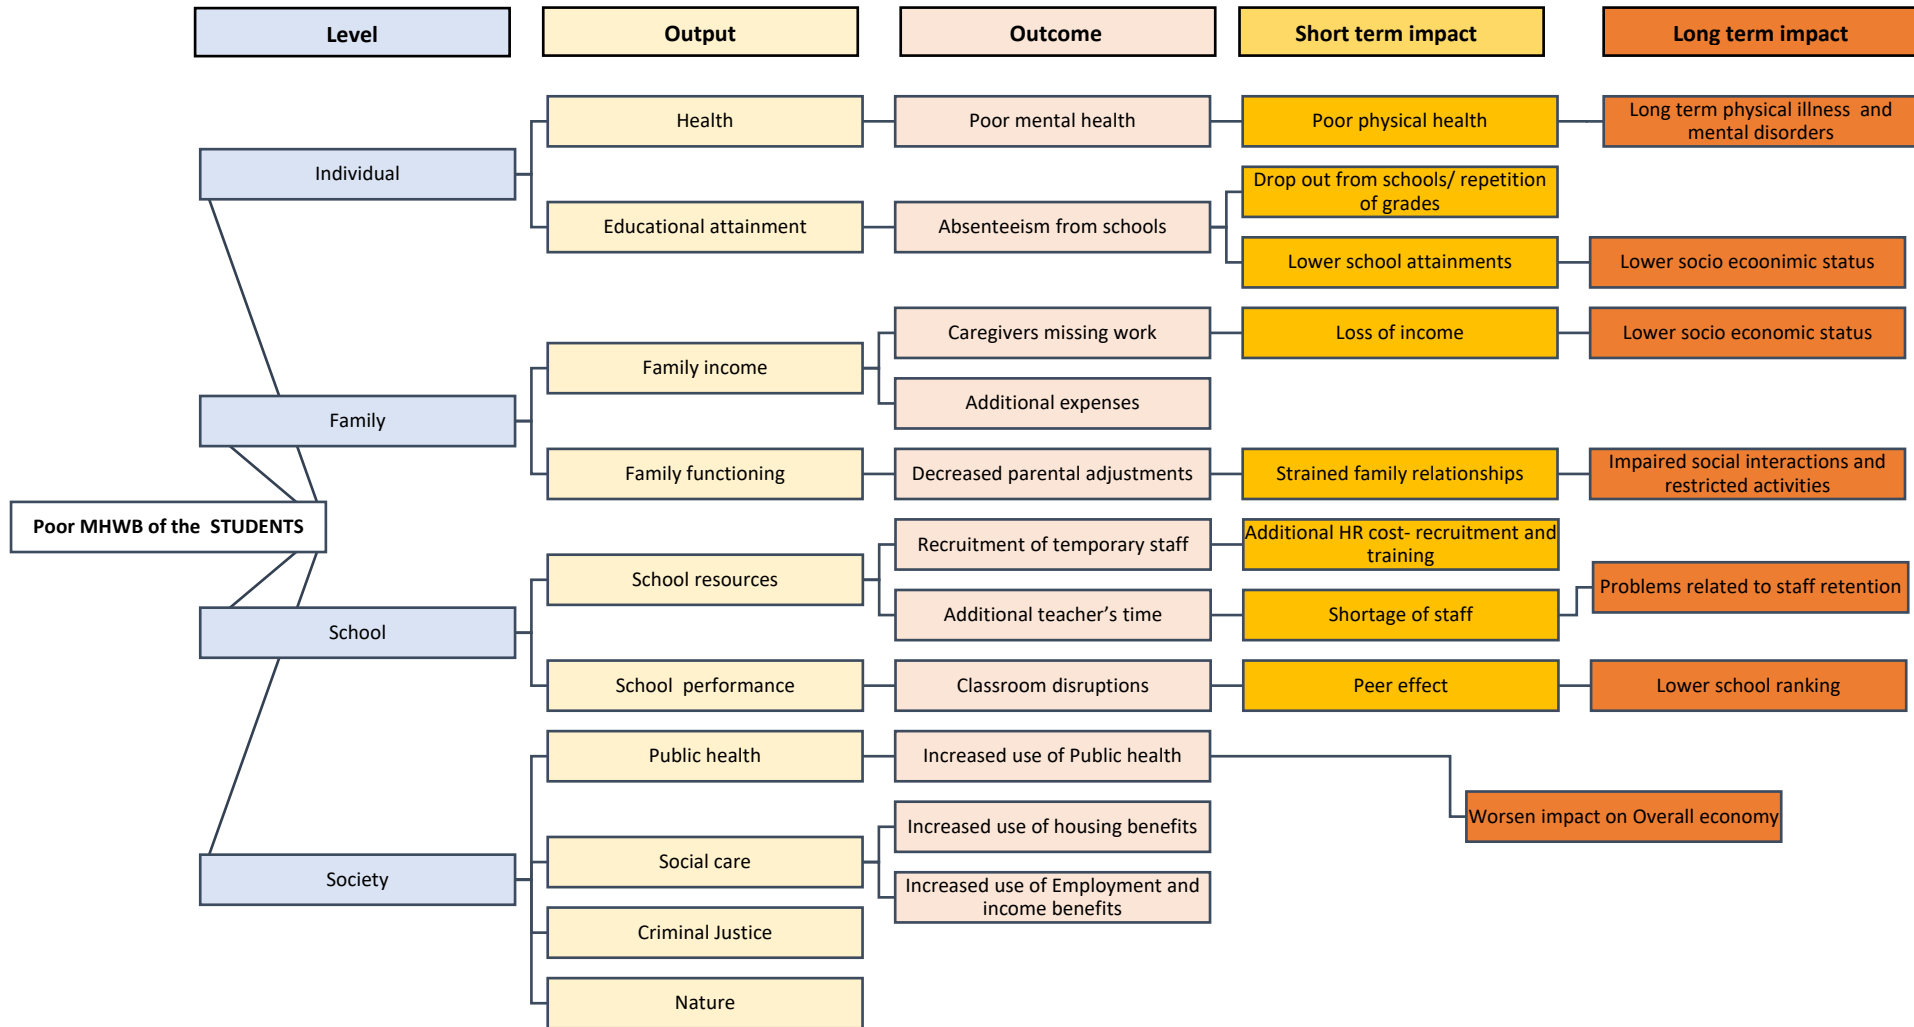 Level
Output
Outcome
Short term impact
Long term impact
Health
Poor mental health
Poor physical health
Long term physical illness and
mental disorders
Individual
Drop out from schools/ repetition
of grades
Educational attainment
Absenteeism from schools
Lower school attainments
Lower socio ecoonimic status
Caregivers missing work
Loss of income
Lower socio economic status
Family income
Additional expenses
Family
Family functioning
Decreased parental adjustments
Strained family relationships
Impaired social interactions and
restricted activities
Poor MHWB of the STUDENTS
Recruitment of temporary staff
Additional HR cost- recruitment and
training
School resources
Problems related to staff retention
Additional teacher’s time
Shortage of staff
School
School performance
Classroom disruptions
Peer effect
Lower school ranking
Public health
Increased use of Public health
Worsen impact on Overall economy
Increased use of housing benefits
Social care
Society
Increased use of Employment and
income benefits
Criminal Justice
Nature